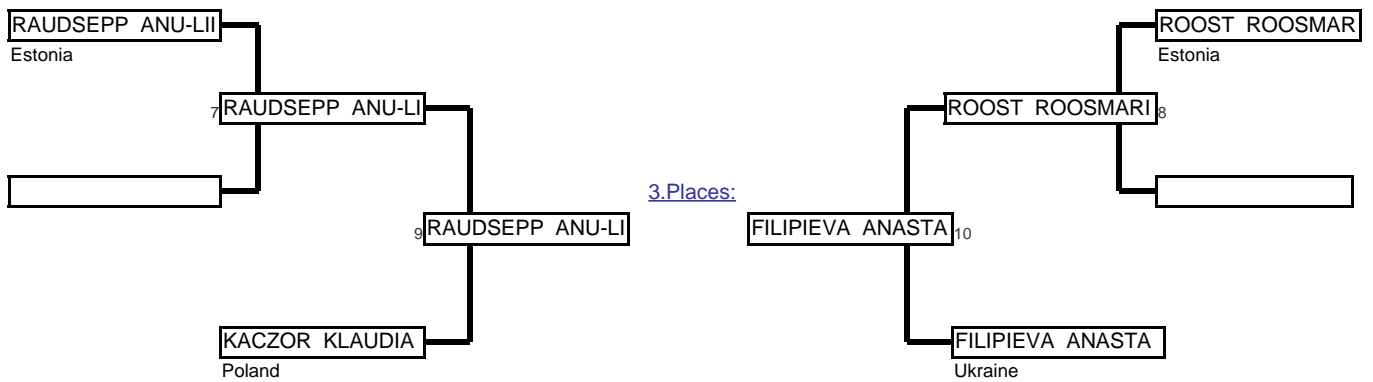 RAUDSEPP ANU-LII
ROOST ROOSMAR
Estonia
Estonia
7 RAUDSEPP ANU-LI
ROOST ROOSMARI 8
3.Places:
9 RAUDSEPP ANU-LI
FILIPIEVA ANASTA 10
KACZOR KLAUDIA
FILIPIEVA ANASTA
Poland
Ukraine